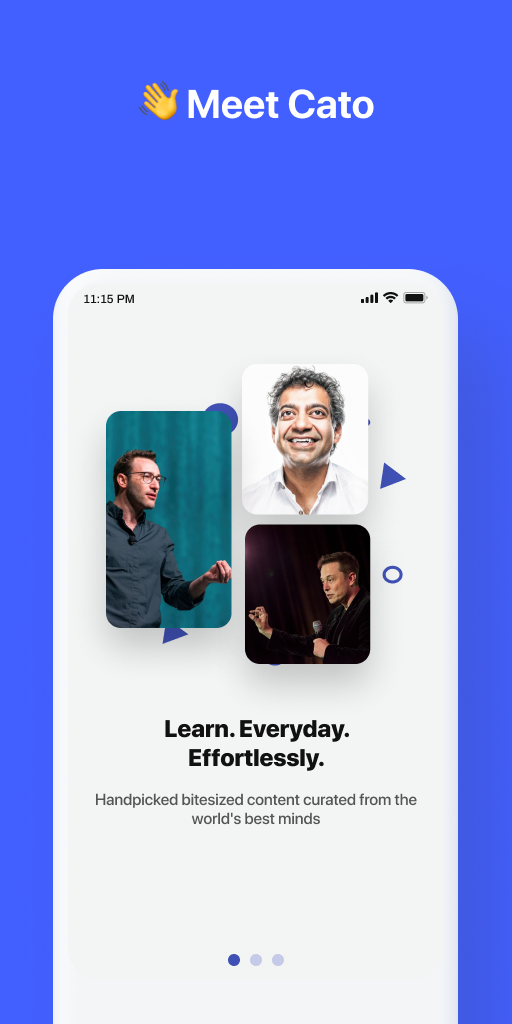 👋 Meet Cato
11:15 PM
Learn. Everyday.
Effortlessly.
Handpicked bitesized content curated from the
world's best minds